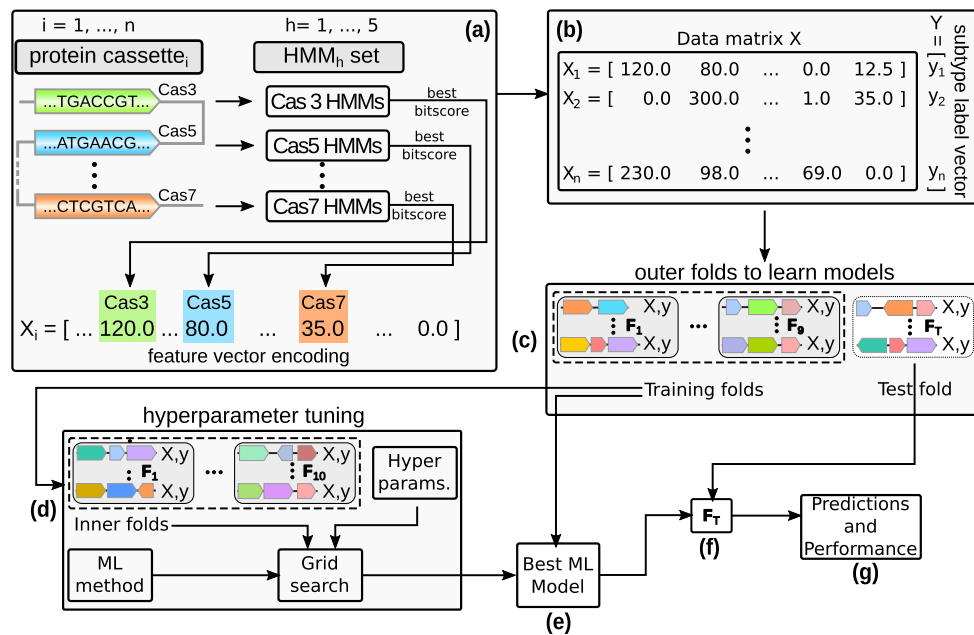 i = 1, ..., n
h= 1, ..., 5
(a)
protein cassetteᵢ
HMMₕ set
...TGACCGT...
Cas3
Cas 3 HMMs
best
bitscore
...ATGAACG...
Cas5
Cas5 HMMs
best
bitscore
...CTCGTCA...
Cas7
Cas7 HMMs
best
bitscore
Cas3
Cas5
Cas7
Xᵢ = [ ... 120.0 ... 80.0 ... 35.0 ... 0.0 ]
feature vector encoding
(b)
Data matrix X
X₁ = [ 120.0 80.0 ... 0.0 12.5 ]
X₂ = [ 0.0 300.0 ... 1.0 35.0 ]
Xₙ = [ 230.0 98.0 ... 69.0 0.0 ]
Y = [
y₁
y₂
yₙ
]
subtype label vector
outer folds to learn models
(c)
X,y
F₁
X,y
...
X,y
F₉
X,y
X,y
F_T
X,y
Training folds
Test fold
hyperparameter tuning
(d)
X,y
F₁
X,y
...
X,y
F₁₀
X,y
Hyper
params.
Inner folds
ML
method
Grid
search
Best ML
Model
(e)
F_T
(f)
Predictions
and
Performance
(g)